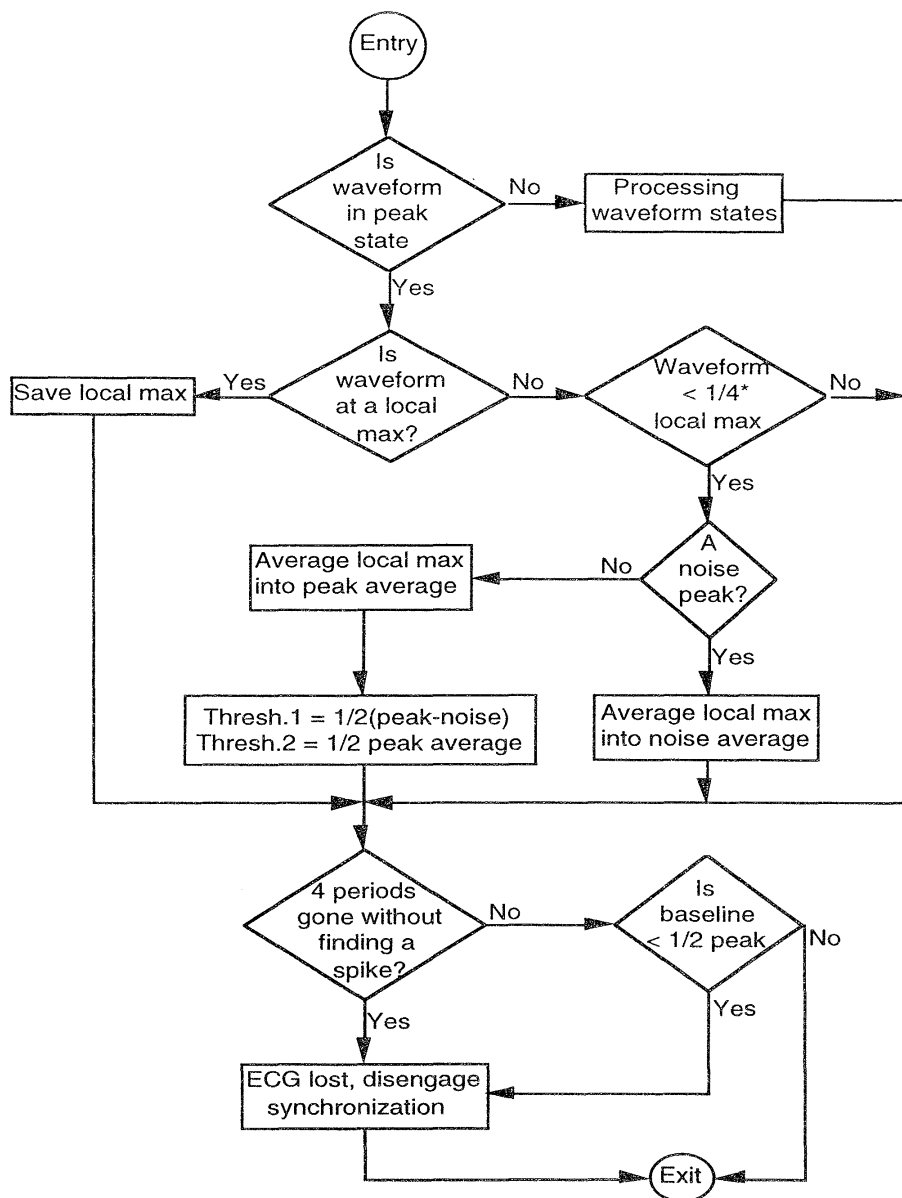 Entry
Is
waveform
in peak
state
No
Processing
waveform states
Yes
Is
waveform
at a local
max?
Yes
Save local max
No
Waveform
< 1/4*
local max
No
Yes
A
noise
peak?
No
Average local max
into peak average
Yes
Thresh.1 = 1/2(peak-noise)
Thresh.2 = 1/2 peak average
Average local max
into noise average
4 periods
gone without
finding a
spike?
No
Is
baseline
< 1/2 peak
No
Yes
Yes
ECG lost, disengage
synchronization
Exit